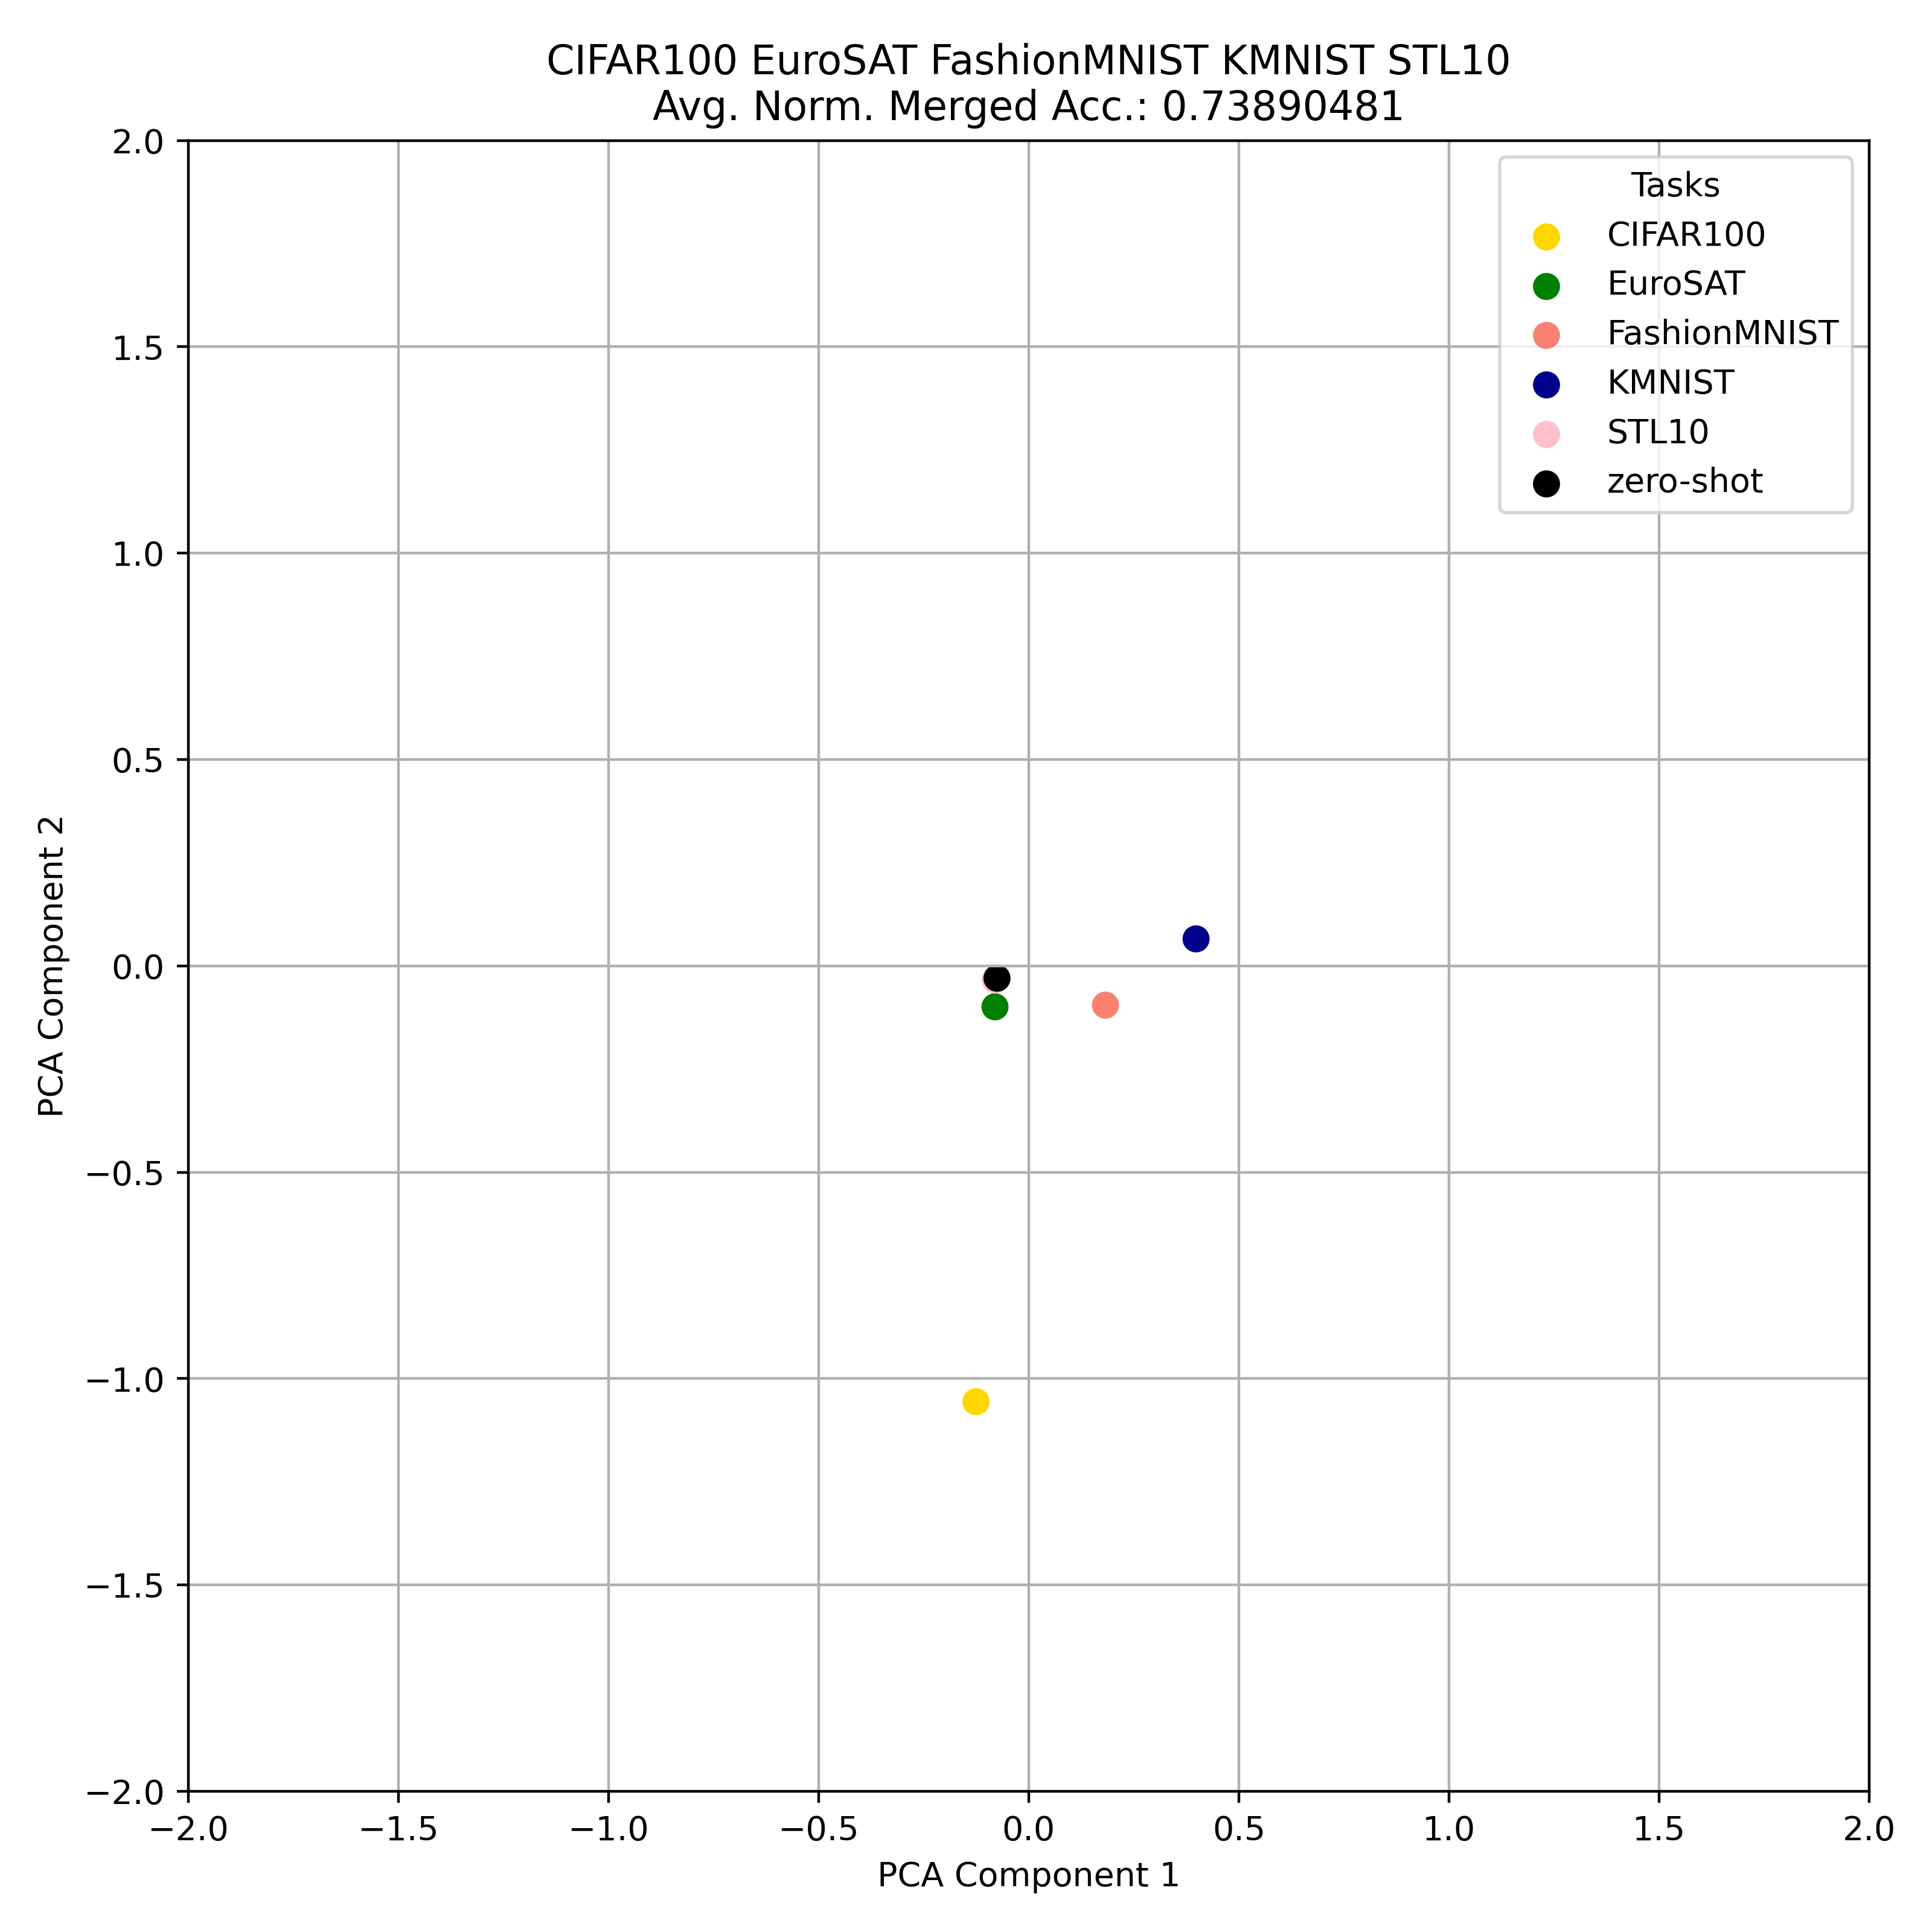 CIFAR100 EuroSAT FashionMNIST KMNIST STL10
Avg. Norm. Merged Acc.: 0.73890481
Tasks
CIFAR100
EuroSAT
FashionMNIST
KMNIST
STL10
zero-shot
2.0
1.5
1.0
0.5
0.0
−0.5
−1.0
−1.5
−2.0
PCA Component 2
−2.0 −1.5 −1.0 −0.5 0.0 0.5 1.0 1.5 2.0
PCA Component 1